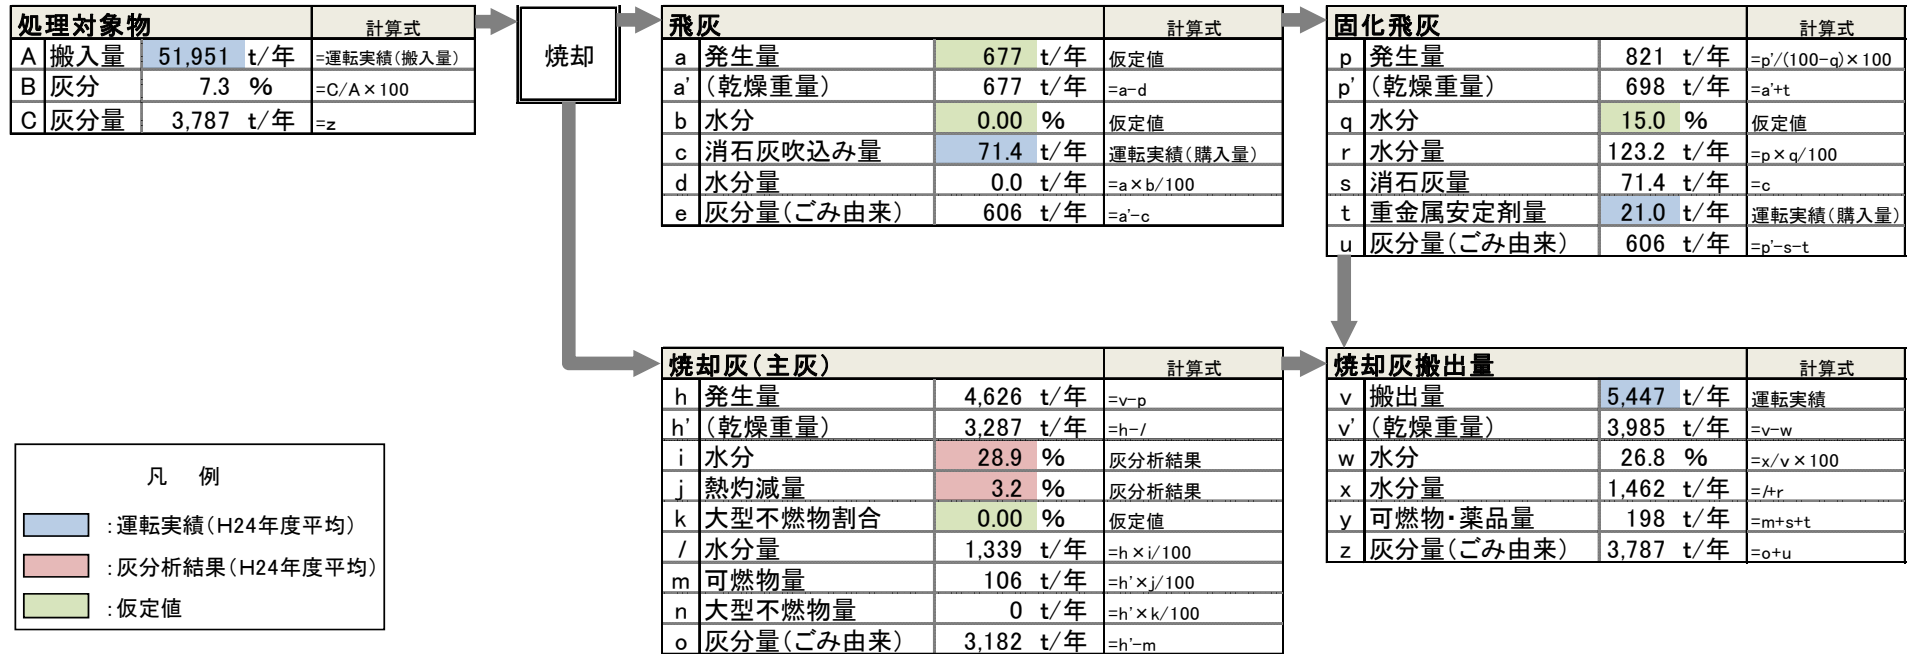 処理対象物 計算式
A 搬入量 51,951 t/年 =運転実績(搬入量)
B 灰分 7.3 % =C/A×100
C 灰分量 3,787 t/年 =z
焼却
飛灰 計算式
a 発生量 677 t/年 仮定値
a' (乾燥重量) 677 t/年 =a-d
b 水分 0.00 % 仮定値
c 消石灰吹込み量 71.4 t/年 運転実績(購入量)
d 水分量 0.0 t/年 =a×b/100
e 灰分量(ごみ由来) 606 t/年 =a'-c
固化飛灰 計算式
p 発生量 821 t/年 =p'/(100-q)×100
p' (乾燥重量) 698 t/年 =a'+t
q 水分 15.0 % 仮定値
r 水分量 123.2 t/年 =p×q/100
s 消石灰量 71.4 t/年 =c
t 重金属安定剤量 21.0 t/年 運転実績(購入量)
u 灰分量(ごみ由来) 606 t/年 =p'-s-t
焼却灰(主灰) 計算式
h 発生量 4,626 t/年 =v-p
h' (乾燥重量) 3,287 t/年 =h-l
i 水分 28.9 % 灰分析結果
j 熱灼減量 3.2 % 灰分析結果
k 大型不燃物割合 0.00 % 仮定値
l 水分量 1,339 t/年 =h×i/100
m 可燃物量 106 t/年 =h'×j/100
n 大型不燃物量 0 t/年 =h'×k/100
o 灰分量(ごみ由来) 3,182 t/年 =h'-m
焼却灰搬出量 計算式
v 搬出量 5,447 t/年 運転実績
v' (乾燥重量) 3,985 t/年 =v-w
w 水分 26.8 % =x/v×100
x 水分量 1,462 t/年 =l+r
y 可燃物・薬品量 198 t/年 =m+s+t
z 灰分量(ごみ由来) 3,787 t/年 =o+u
凡 例
:運転実績(H24年度平均)
:灰分析結果(H24年度平均)
:仮定値